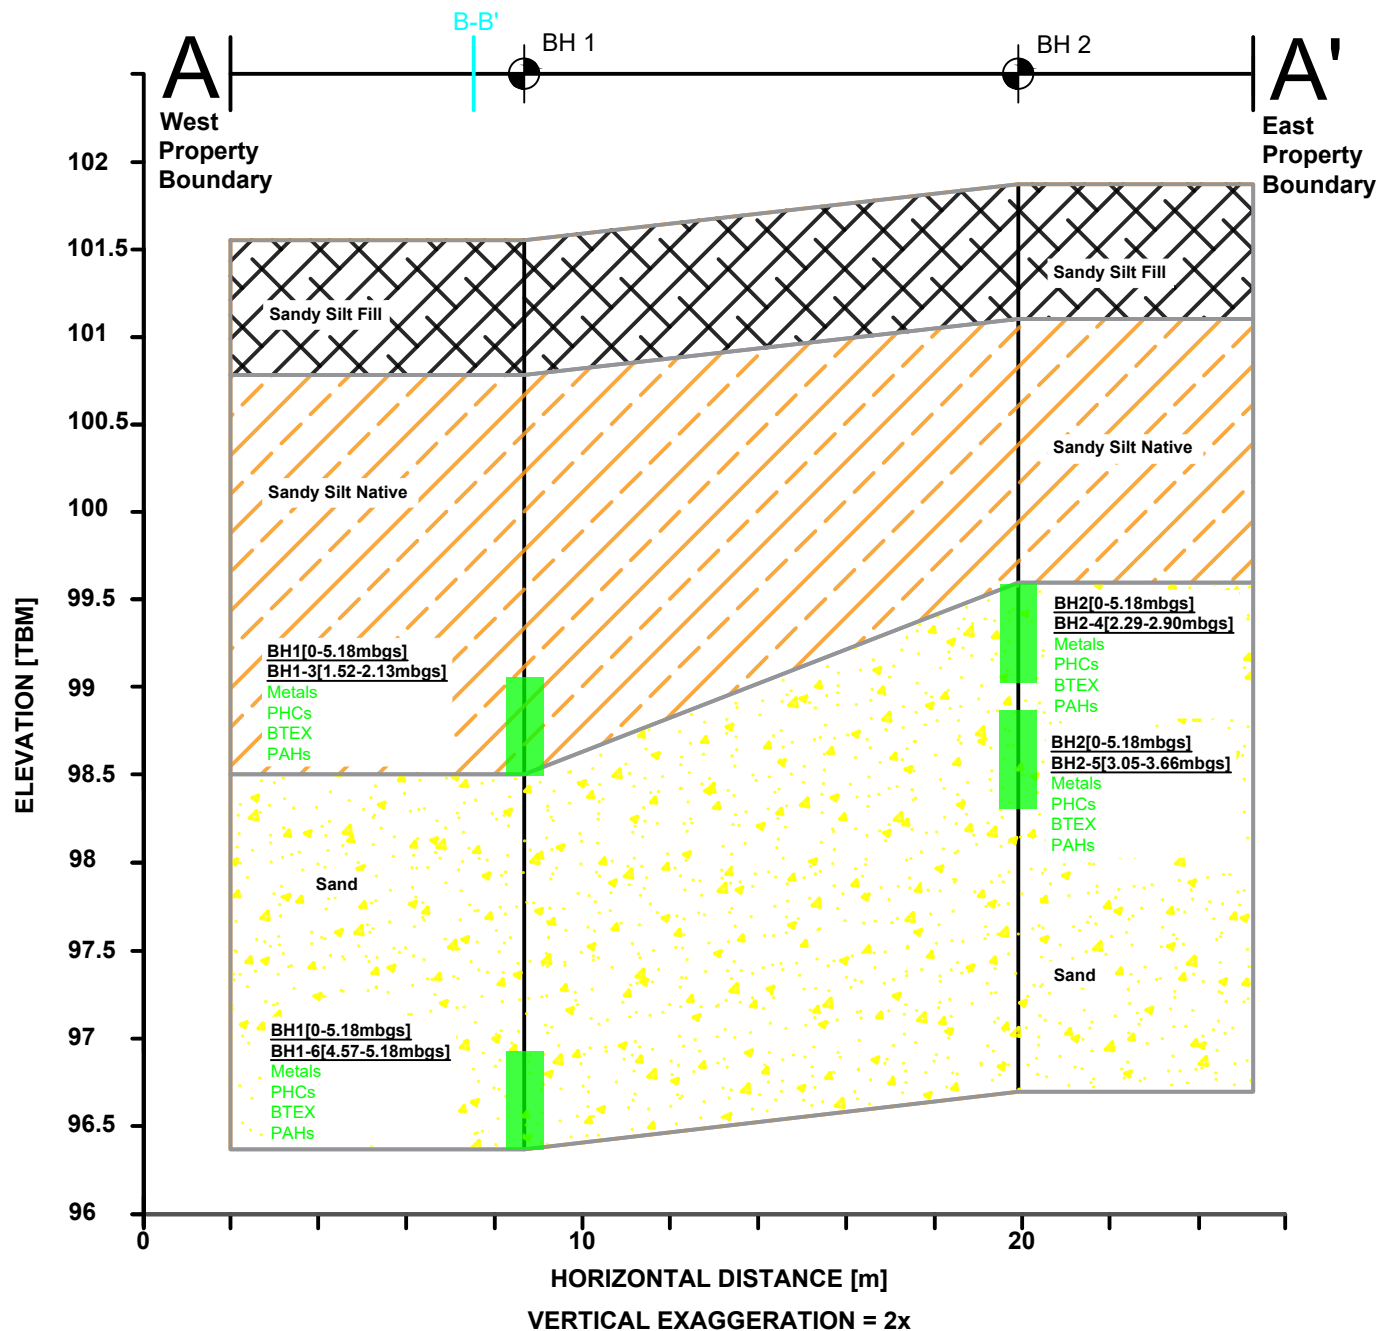 B-B'
A
BH 1
BH 2
A'
West
Property
Boundary
East
Property
Boundary
102
101.5
101
100.5
100
99.5
99
98.5
98
97.5
97
96.5
96
ELEVATION [TBM]
Sandy Silt Fill
Sandy Silt Fill
Sandy Silt Native
Sandy Silt Native
BH1[0-5.18mbgs]
BH1-3[1.52-2.13mbgs]
Metals
PHCs
BTEX
PAHs
BH2[0-5.18mbgs]
BH2-4[2.29-2.90mbgs]
Metals
PHCs
BTEX
PAHs
BH2[0-5.18mbgs]
BH2-5[3.05-3.66mbgs]
Metals
PHCs
BTEX
PAHs
Sand
Sand
BH1[0-5.18mbgs]
BH1-6[4.57-5.18mbgs]
Metals
PHCs
BTEX
PAHs
0
10
20
HORIZONTAL DISTANCE [m]
VERTICAL EXAGGERATION = 2x